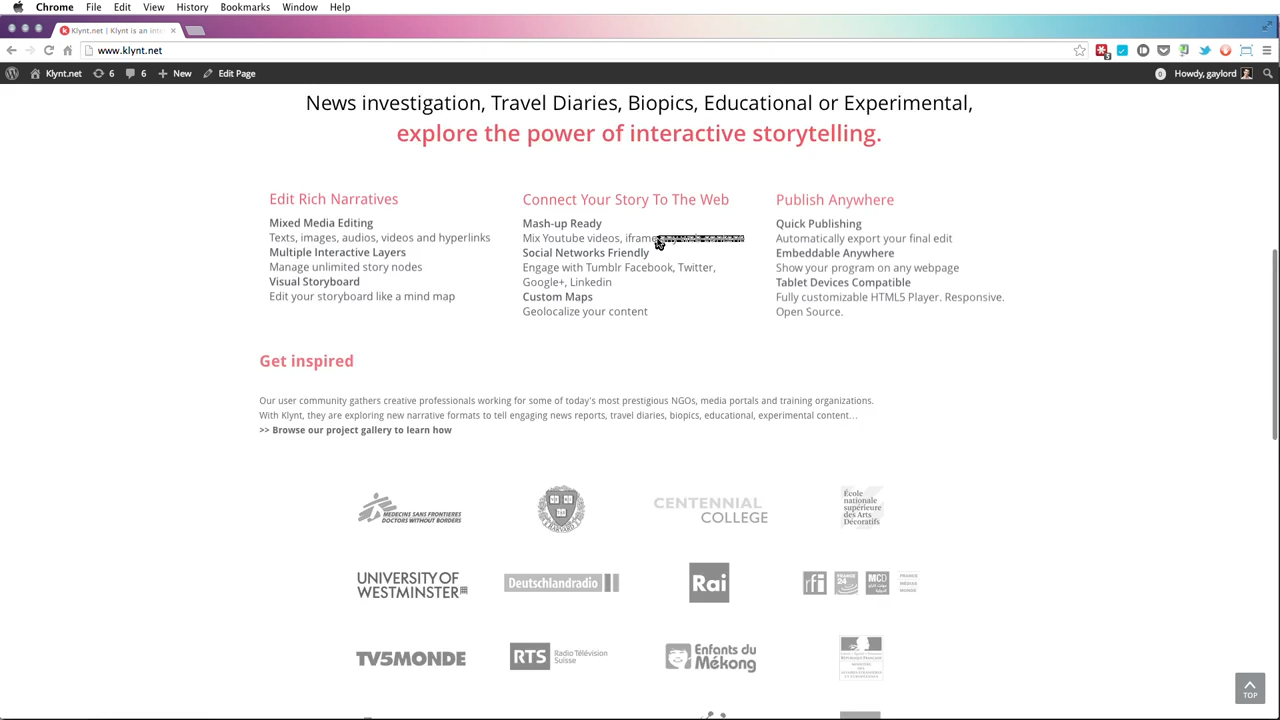 Chrome File Edit View History Bookmarks Window Help
Klynt.net | Klynt is an inte
www.klynt.net
3
Klynt.net 6 6 New Edit Page 0 Howdy, gaylord
News investigation, Travel Diaries, Biopics, Educational or Experimental,
explore the power of interactive storytelling.
Edit Rich Narratives
Mixed Media Editing
Texts, images, audios, videos and hyperlinks
Multiple Interactive Layers
Manage unlimited story nodes
Visual Storyboard
Edit your storyboard like a mind map
Connect Your Story To The Web
Mash-up Ready
Mix Youtube videos, iframe
Social Networks Friendly
Engage with Tumblr Facebook, Twitter,
Google+, Linkedin
Custom Maps
Geolocalize your content
Publish Anywhere
Quick Publishing
Automatically export your final edit
Embeddable Anywhere
Show your program on any webpage
Tablet Devices Compatible
Fully customizable HTML5 Player. Responsive.
Open Source.
Get inspired
Our user community gathers creative professionals working for some of today's most prestigious NGOs, media portals and training organizations.
With Klynt, they are exploring new narrative formats to tell engaging news reports, travel diaries, biopics, educational, experimental content…
>> Browse our project gallery to learn how
MEDECINS SANS FRONTIERES
DOCTORS WITHOUT BORDERS
CENTENNIAL
COLLEGE
École
nationale
supérieure
des Arts
Décoratifs
UNIVERSITY OF
WESTMINSTER
Deutschlandradio
Rai
rfi
FRANCE
24
MCD
FRANCE
MÉDIAS
MONDE
TV5MONDE
RTS Radio Télévision
Suisse
Enfants du
Mékong
TOP